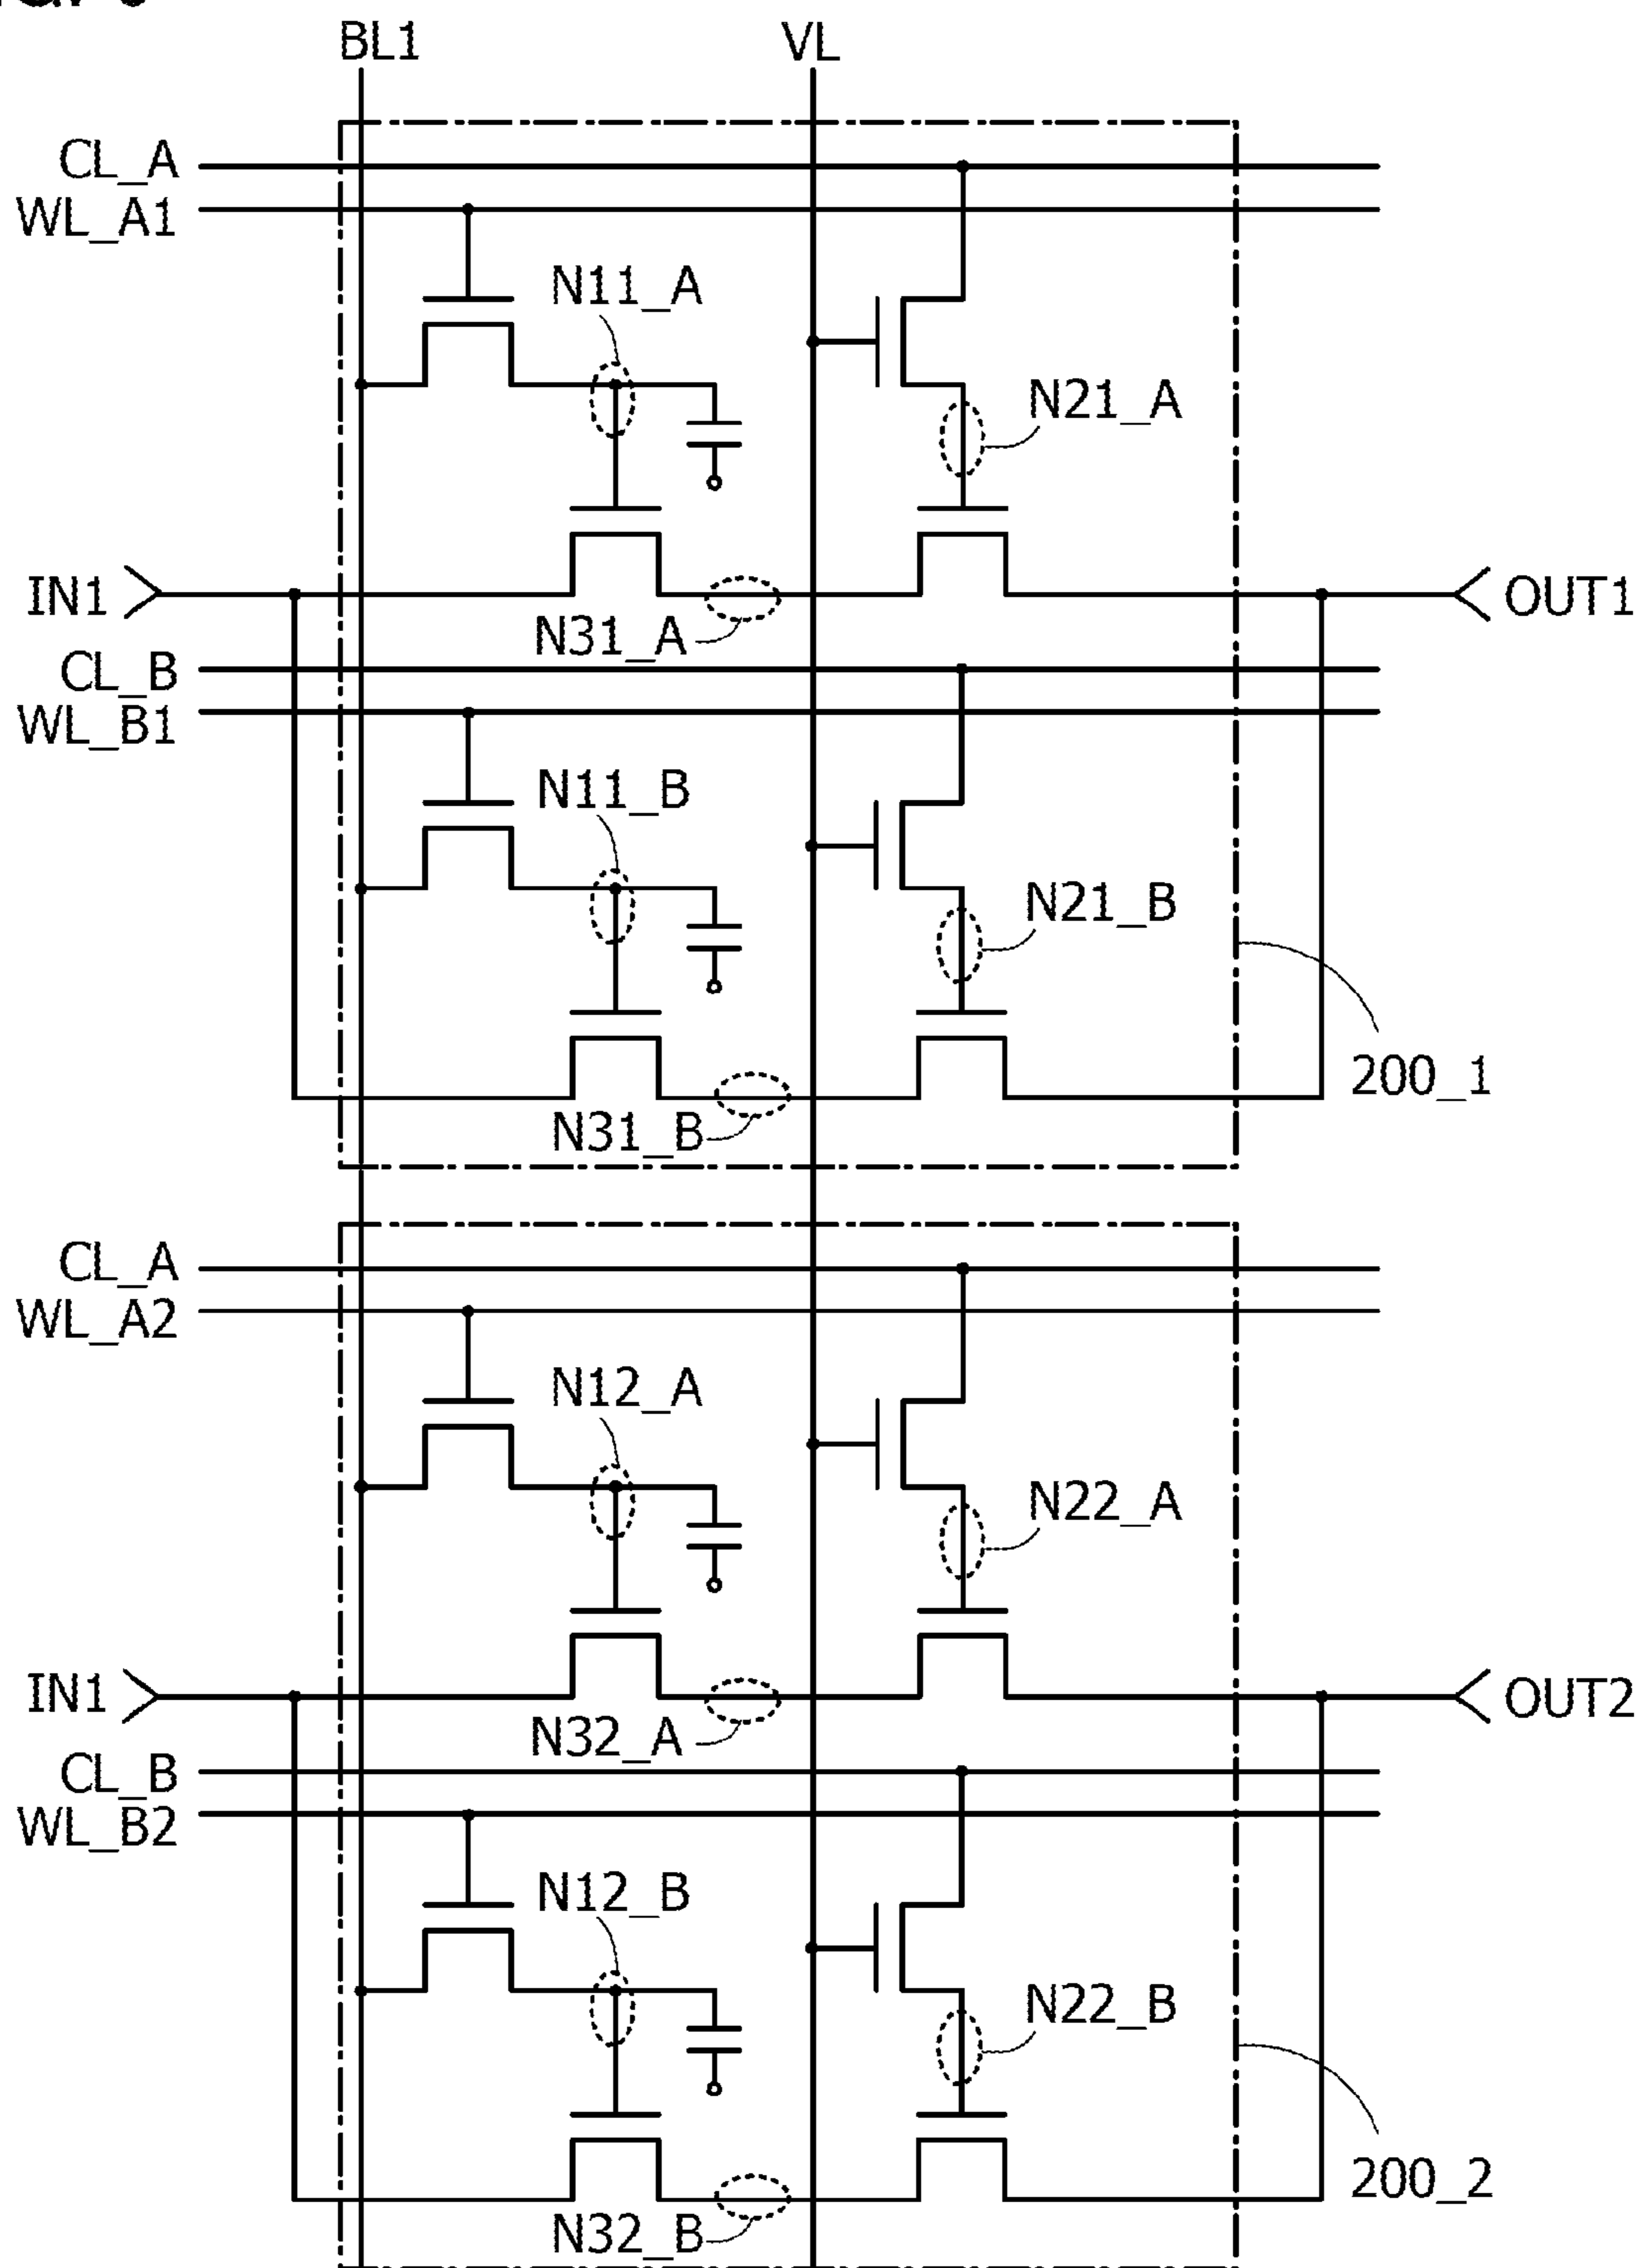 BL1
VL
CL_A
WL_A1
N11_A
N21_A
IN1
OUT1
N31_A
CL_B
WL_B1
N11_B
N21_B
200_1
N31_B
CL_A
WL_A2
N12_A
N22_A
IN1
OUT2
N32_A
CL_B
WL_B2
N12_B
N22_B
200_2
N32_B